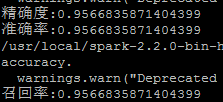 精确度:0.9566835871404399
准确率:0.9566835871404399
/usr/local/spark-2.2.0-bin-h
accuracy.
warnings.warn("Deprecated
召回率:0.9566835871404399